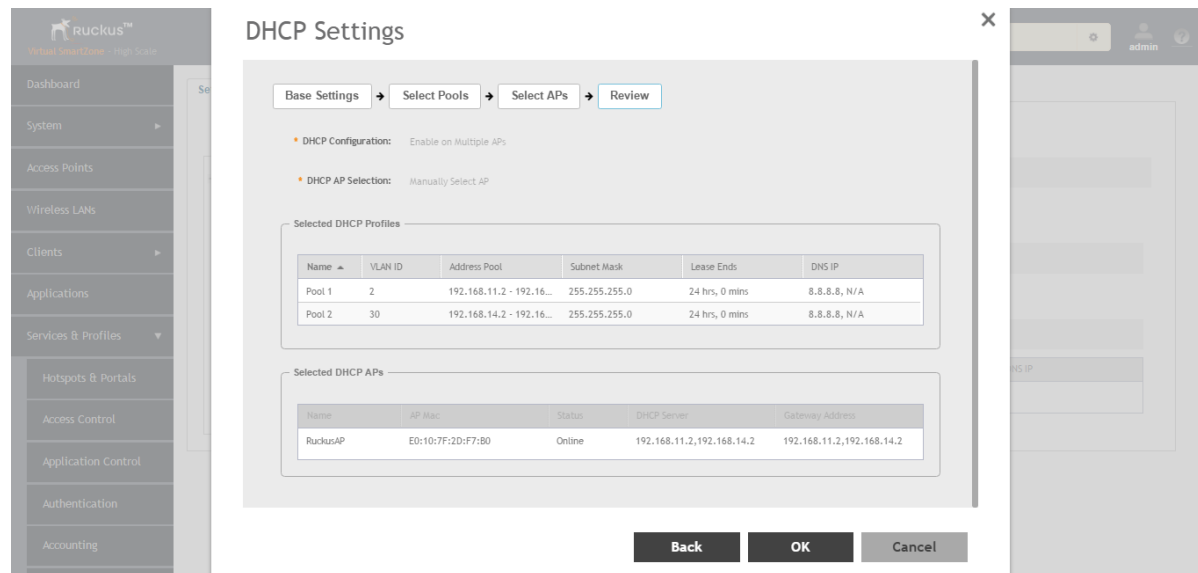 RUCKUS™
Virtual SmartZone - High Scale
DHCP Settings
admin
Dashboard
System
Access Points
Wireless LANs
Clients
Applications
Services & Profiles
Hotspots & Portals
Access Control
Application Control
Authentication
Accounting
Base Settings → Select Pools → Select APs → Review
* DHCP Configuration: Enable on Multiple APs
* DHCP AP Selection: Manually Select AP
Selected DHCP Profiles
Name VLAN ID Address Pool Subnet Mask Lease Ends DNS IP
Pool 1 2 192.168.11.2 - 192.16... 255.255.255.0 24 hrs, 0 mins 8.8.8.8, N/A
Pool 2 30 192.168.14.2 - 192.16... 255.255.255.0 24 hrs, 0 mins 8.8.8.8, N/A
Selected DHCP APs
Name AP Mac Status DHCP Server Gateway Address
RuckusAP E0:10:7F:2D:F7:B0 Online 192.168.11.2,192.168.14.2 192.168.11.2,192.168.14.2
Back OK Cancel